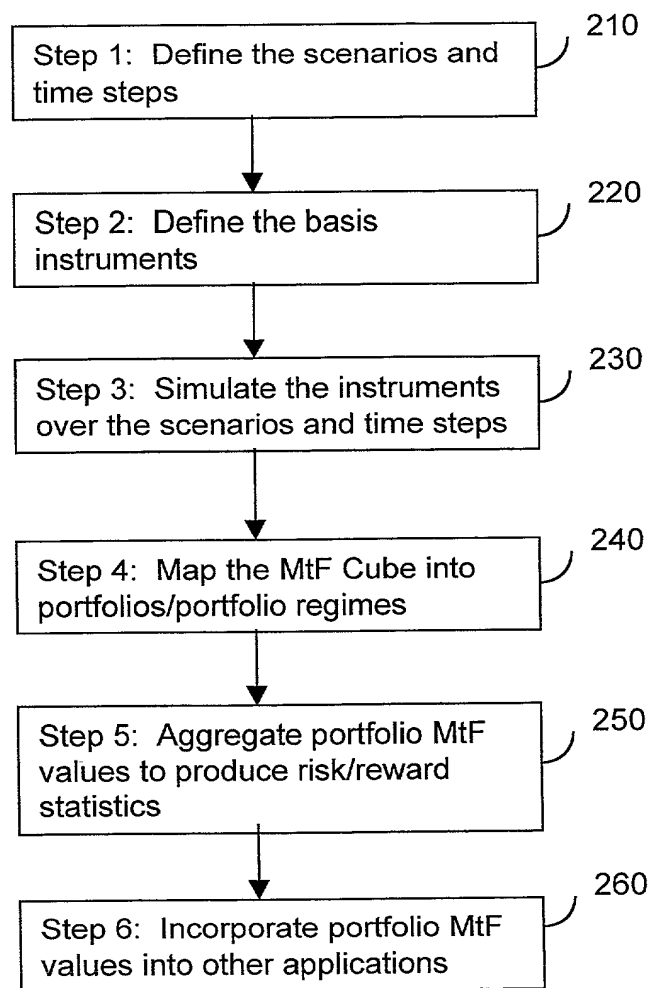 210
Step 1: Define the scenarios and
time steps
220
Step 2: Define the basis
instruments
230
Step 3: Simulate the instruments
over the scenarios and time steps
240
Step 4: Map the MtF Cube into
portfolios/portfolio regimes
250
Step 5: Aggregate portfolio MtF
values to produce risk/reward
statistics
260
Step 6: Incorporate portfolio MtF
values into other applications